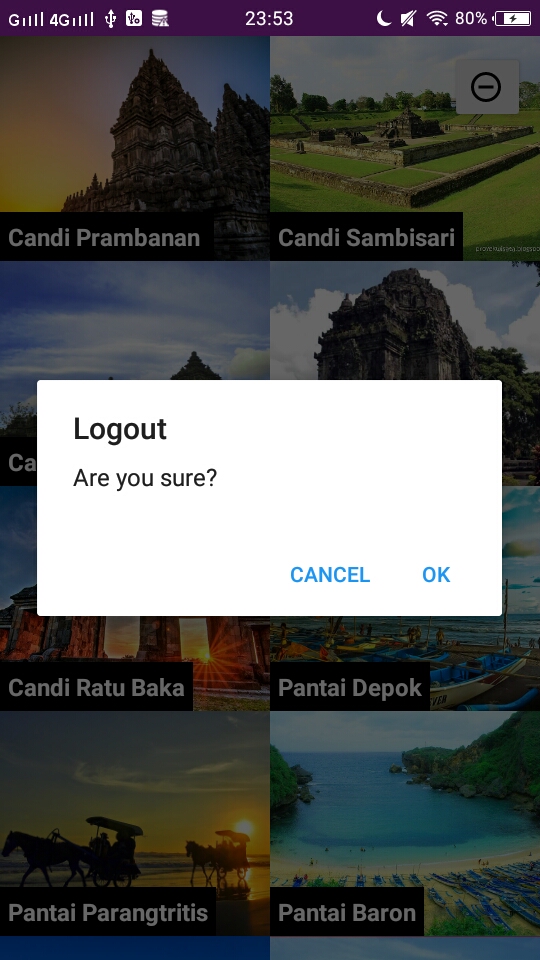 G 4G 23:53 80%
Candi Prambanan
Candi Sambisari
Ca
Logout
Are you sure?
CANCEL OK
Candi Ratu Baka
Pantai Depok
Pantai Parangtritis
Pantai Baron